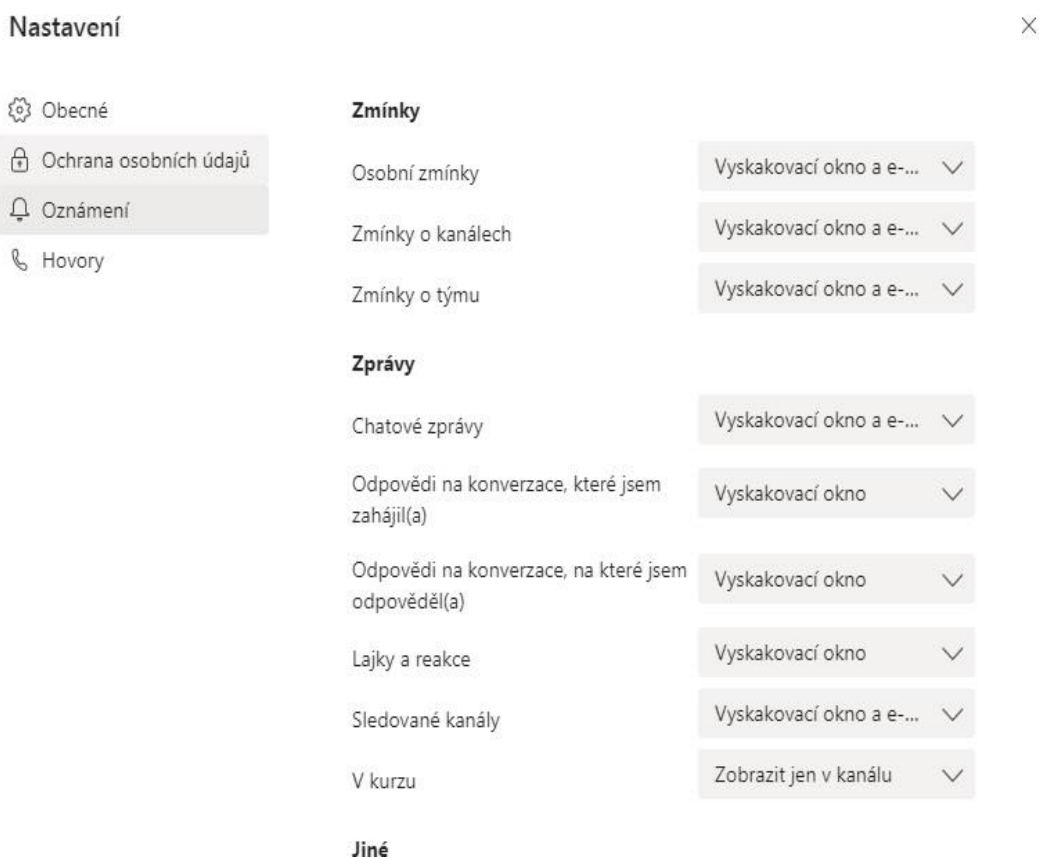 Nastavení
Obecné
Ochrana osobních údajů
Oznámení
Hovory
Zmínky
Osobní zmínky
Vyskakovací okno a e-...
Zmínky o kanálech
Vyskakovací okno a e-...
Zmínky o týmu
Vyskakovací okno a e-...
Zprávy
Chatové zprávy
Vyskakovací okno a e-...
Odpovědi na konverzace, které jsem
zahájil(a)
Vyskakovací okno
Odpovědi na konverzace, na které jsem
odpověděl(a)
Vyskakovací okno
Lajky a reakce
Vyskakovací okno
Sledované kanály
Vyskakovací okno a e-...
V kurzu
Zobrazit jen v kanálu
Jiné